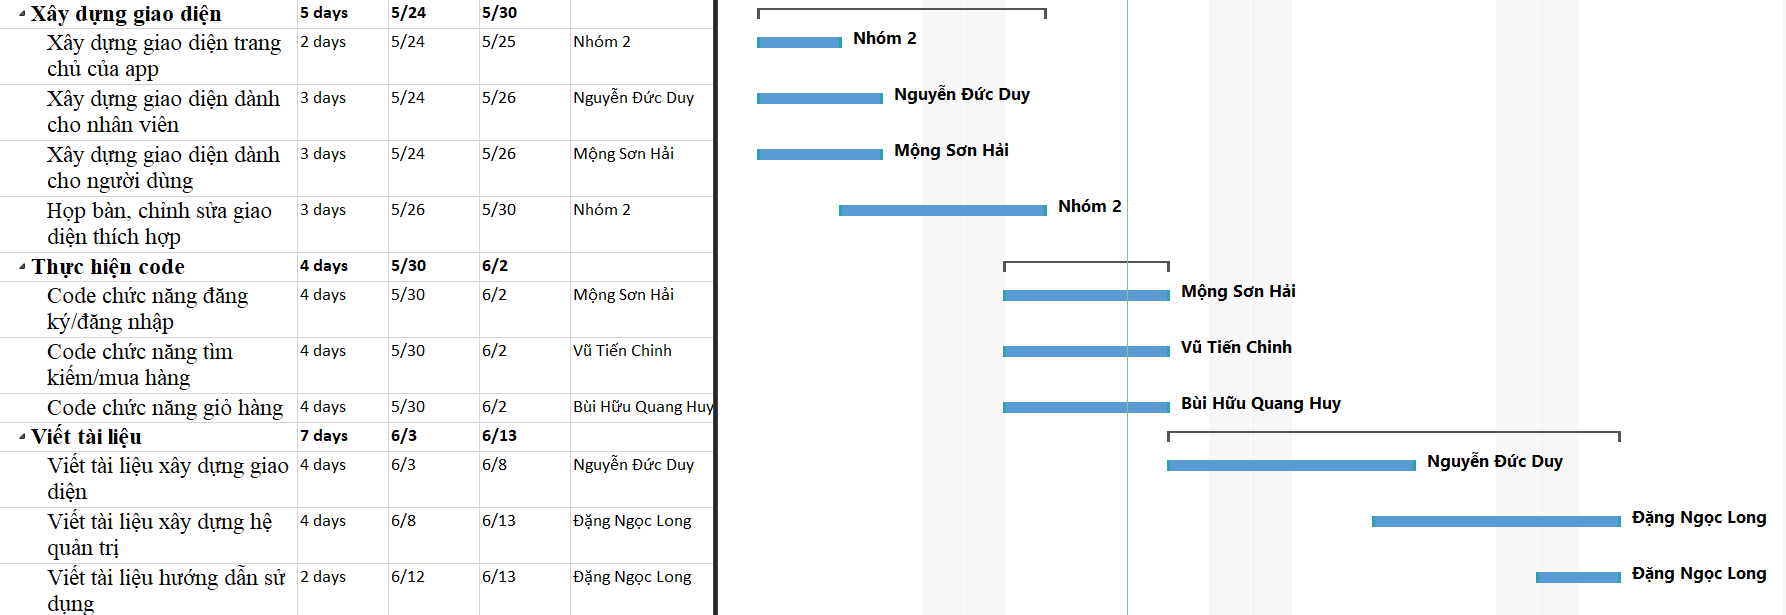 Xây dựng giao diện 5 days 5/24 5/30
Xây dựng giao diện trang 2 days 5/24 5/25 Nhóm 2 Nhóm 2
chủ của app
Xây dựng giao diện dành 3 days 5/24 5/26 Nguyễn Đức Duy Nguyễn Đức Duy
cho nhân viên
Xây dựng giao diện dành 3 days 5/24 5/26 Mộng Sơn Hải Mộng Sơn Hải
cho người dùng
Họp bàn, chỉnh sửa giao 3 days 5/26 5/30 Nhóm 2 Nhóm 2
diện thích hợp
Thực hiện code 4 days 5/30 6/2
Code chức năng đăng 4 days 5/30 6/2 Mộng Sơn Hải Mộng Sơn Hải
ký/đăng nhập
Code chức năng tìm 4 days 5/30 6/2 Vũ Tiến Chinh Vũ Tiến Chinh
kiếm/mua hàng
Code chức năng giỏ hàng 4 days 5/30 6/2 Bùi Hữu Quang Huy Bùi Hữu Quang Huy
Viết tài liệu 7 days 6/3 6/13
Viết tài liệu xây dựng giao 4 days 6/3 6/8 Nguyễn Đức Duy Nguyễn Đức Duy
diện
Viết tài liệu xây dựng hệ 4 days 6/8 6/13 Đặng Ngọc Long Đặng Ngọc Long
quản trị
Viết tài liệu hướng dẫn sử 2 days 6/12 6/13 Đặng Ngọc Long Đặng Ngọc Long
dụng